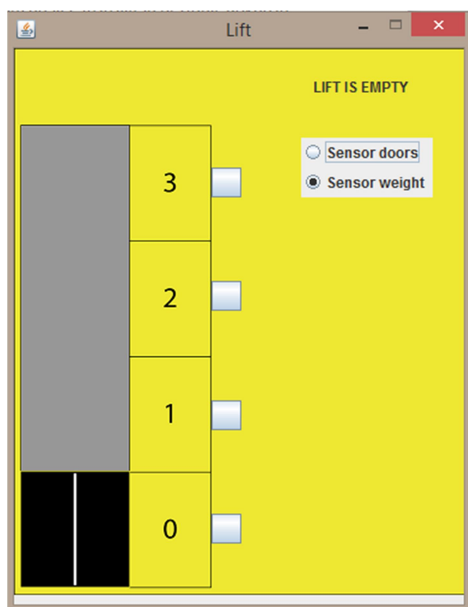 Lift
LIFT IS EMPTY
Sensor doors
Sensor weight
3
2
1
0